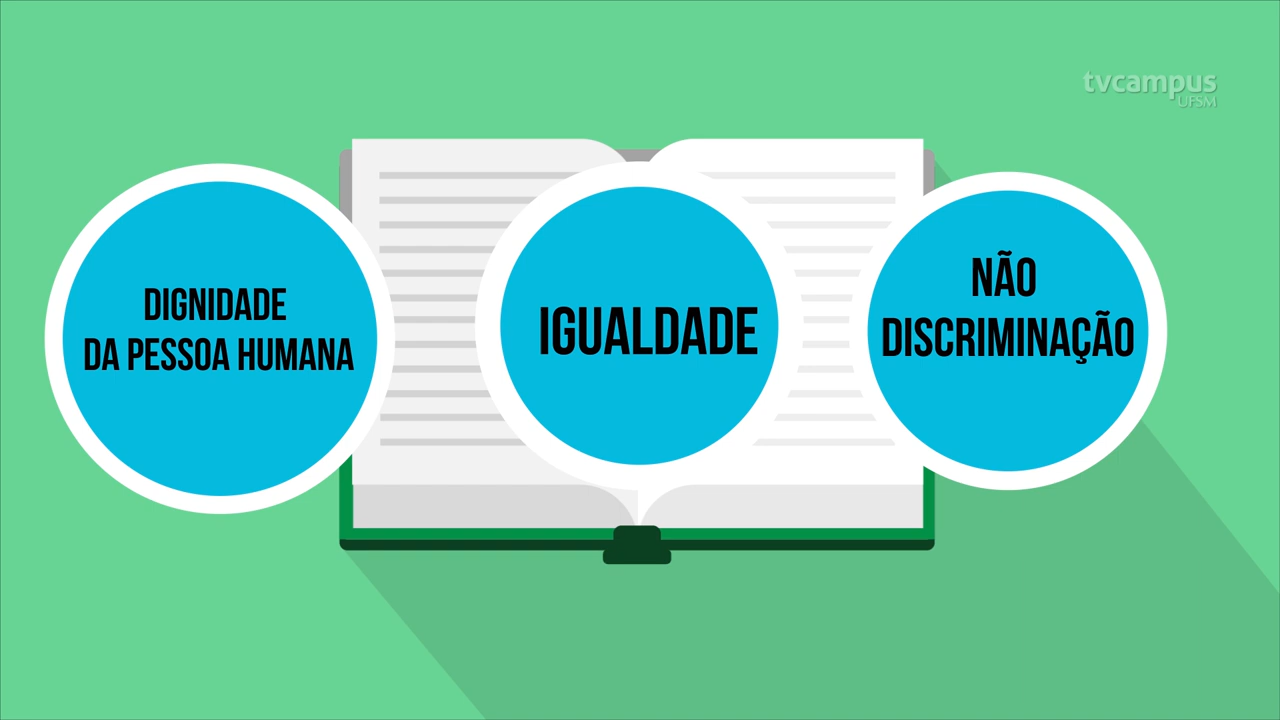 tvcampus
UFSM
DIGNIDADE
DA PESSOA HUMANA
IGUALDADE
NÃO
DISCRIMINAÇÃO